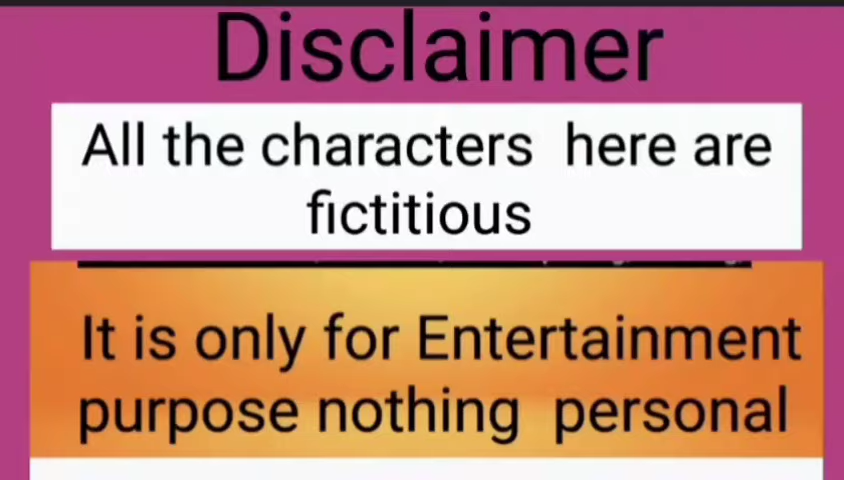 Disclaimer
All the characters here are
fictitious
It is only for Entertainment
purpose nothing personal